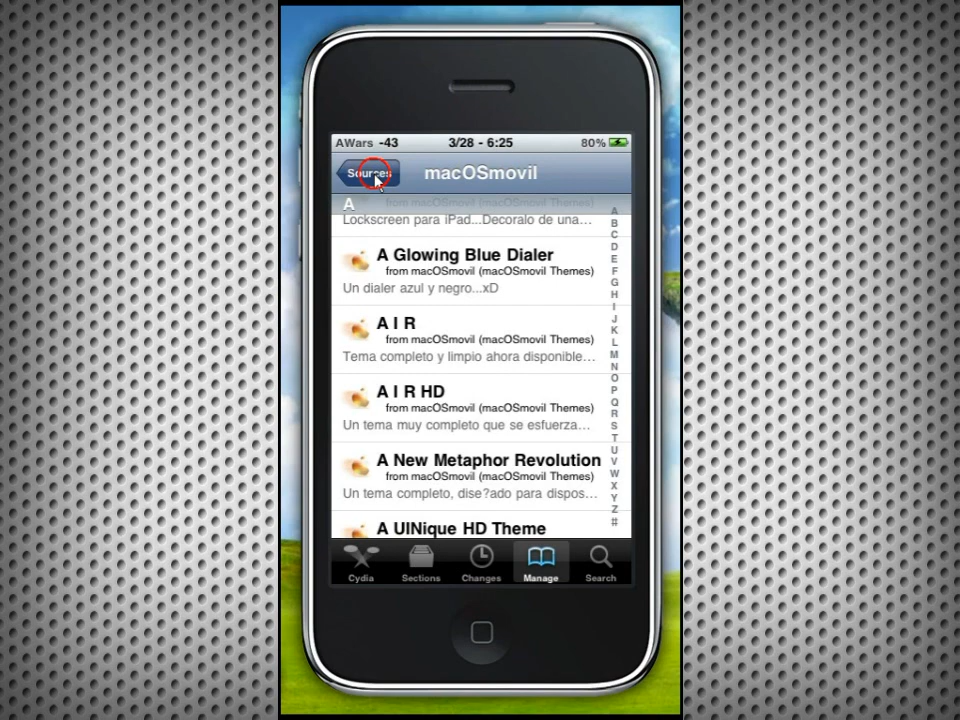 AWars -43 3/28 - 6:25 80%
Sources macOSmovil
A
from macOSmovil (macOSmovil Themes)
Lockscreen para iPad...Decoralo de una...
A Glowing Blue Dialer
from macOSmovil (macOSmovil Themes)
Un dialer azul y negro...xD
A I R
from macOSmovil (macOSmovil Themes)
Tema completo y limpio ahora disponible...
A I R HD
from macOSmovil (macOSmovil Themes)
Un tema muy completo que se esfuerza...
A New Metaphor Revolution
from macOSmovil (macOSmovil Themes)
Un tema completo, dise?ado para dispos...
A UINique HD Theme
A
B
C
D
E
F
G
H
I
J
K
L
M
N
O
P
Q
R
S
T
U
V
W
X
Y
Z
#
Cydia Sections Changes Manage Search